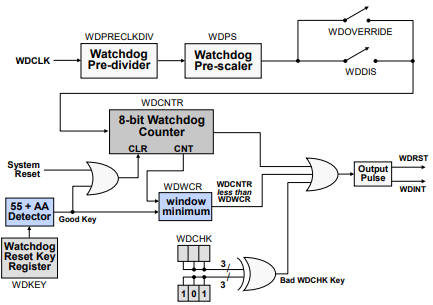 WDPRECLKDIV
WDPS
WDOVERRIDE
WDCLK
Watchdog
Pre-divider
Watchdog
Pre-scaler
WDDIS
WDCNTR
8-bit Watchdog
Counter
CLR CNT
System
Reset
WDWCR
WDCNTR
less than
WDWCR
Output
Pulse
WDRST
WDINT
55 + AA
Detector
Good Key
window
minimum
Watchdog
Reset Key
Register
WDKEY
WDCHK
3
3
1 0 1
Bad WDCHK Key